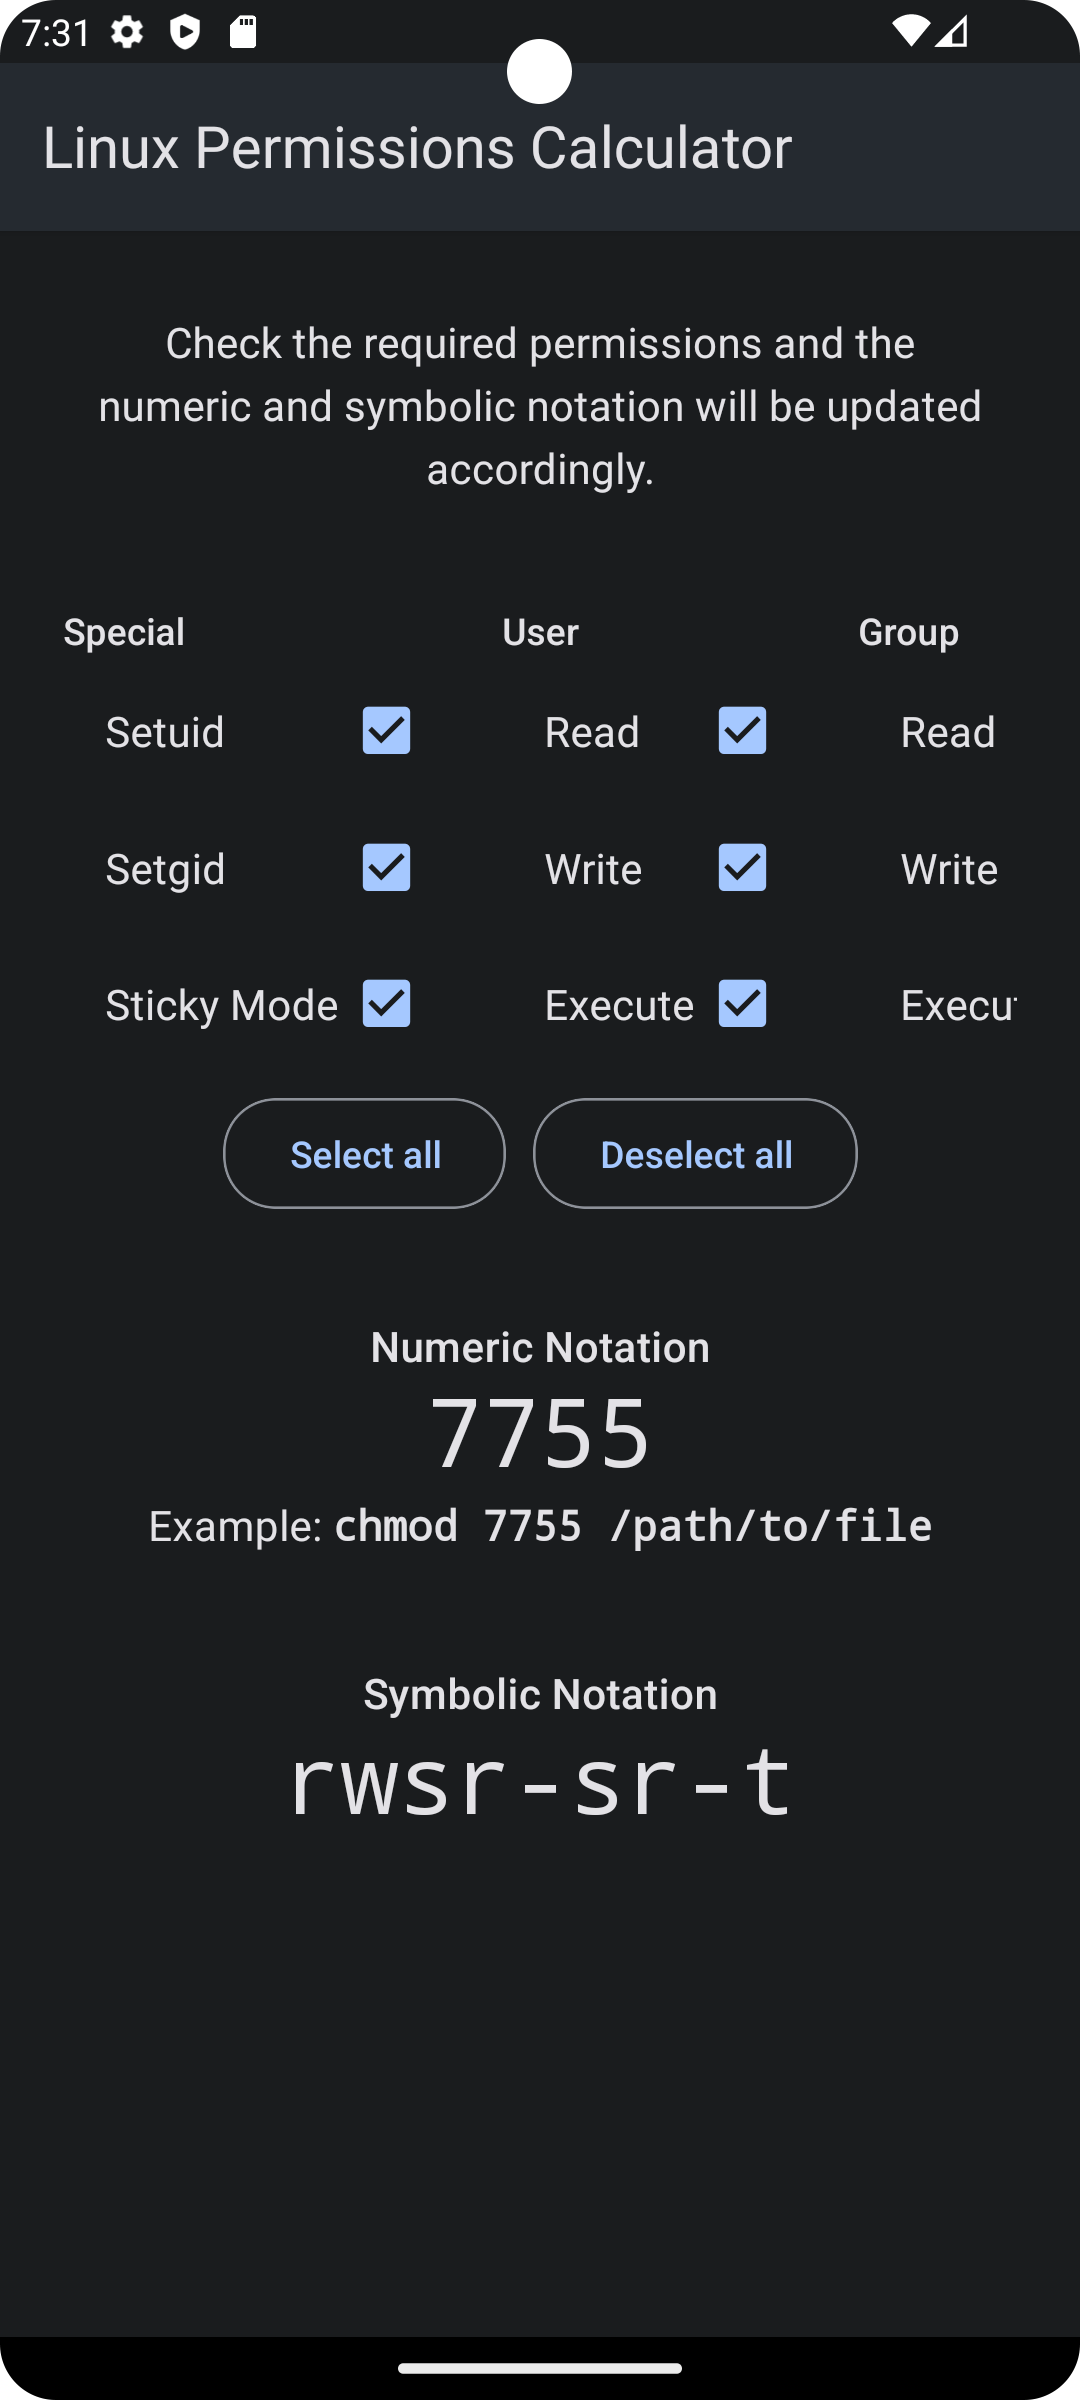 7:31
Linux Permissions Calculator
Check the required permissions and the
numeric and symbolic notation will be updated
accordingly.
Special User Group
Setuid Read Read
Setgid Write Write
Sticky Mode Execute Execu
Select all Deselect all
Numeric Notation
7755
Example: chmod 7755 /path/to/file
Symbolic Notation
rwsr-sr-t